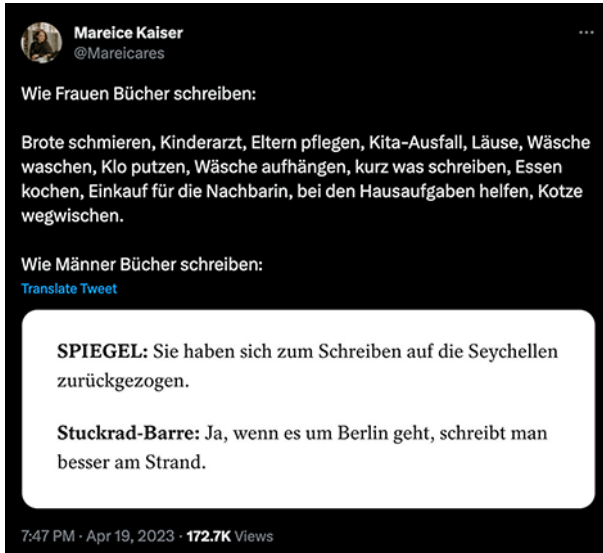 Mareice Kaiser
@Mareicares
Wie Frauen Bücher schreiben:
Brote schmieren, Kinderarzt, Eltern pflegen, Kita-Ausfall, Läuse, Wäsche
waschen, Klo putzen, Wäsche aufhängen, kurz was schreiben, Essen
kochen, Einkauf für die Nachbarin, bei den Hausaufgaben helfen, Kotze
wegwischen.
Wie Männer Bücher schreiben:
Translate Tweet
SPIEGEL: Sie haben sich zum Schreiben auf die Seychellen
zurückgezogen.
Stuckrad-Barre: Ja, wenn es um Berlin geht, schreibt man
besser am Strand.
7:47 PM · Apr 19, 2023 · 172.7K Views